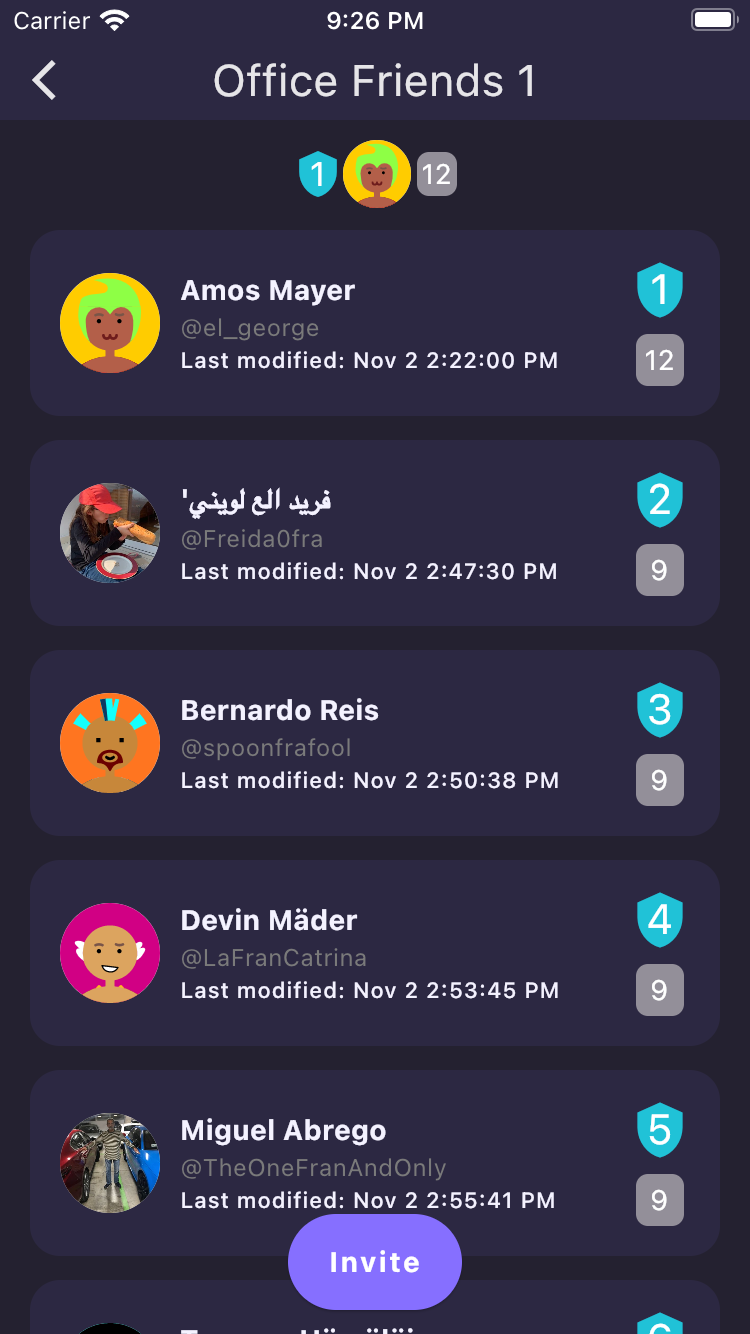 Carrier 9:26 PM
Office Friends 1
1 12
Amos Mayer
@el_george
Last modified: Nov 2 2:22:00 PM
1
12
فريد الع لويني'
@Freida0fra
Last modified: Nov 2 2:47:30 PM
2
9
Bernardo Reis
@spoonfrafool
Last modified: Nov 2 2:50:38 PM
3
9
Devin Mäder
@LaFranCatrina
Last modified: Nov 2 2:53:45 PM
4
9
Miguel Abrego
@TheOneFranAndOnly
Last modified: Nov 2 2:55:41 PM
5
9
Invite